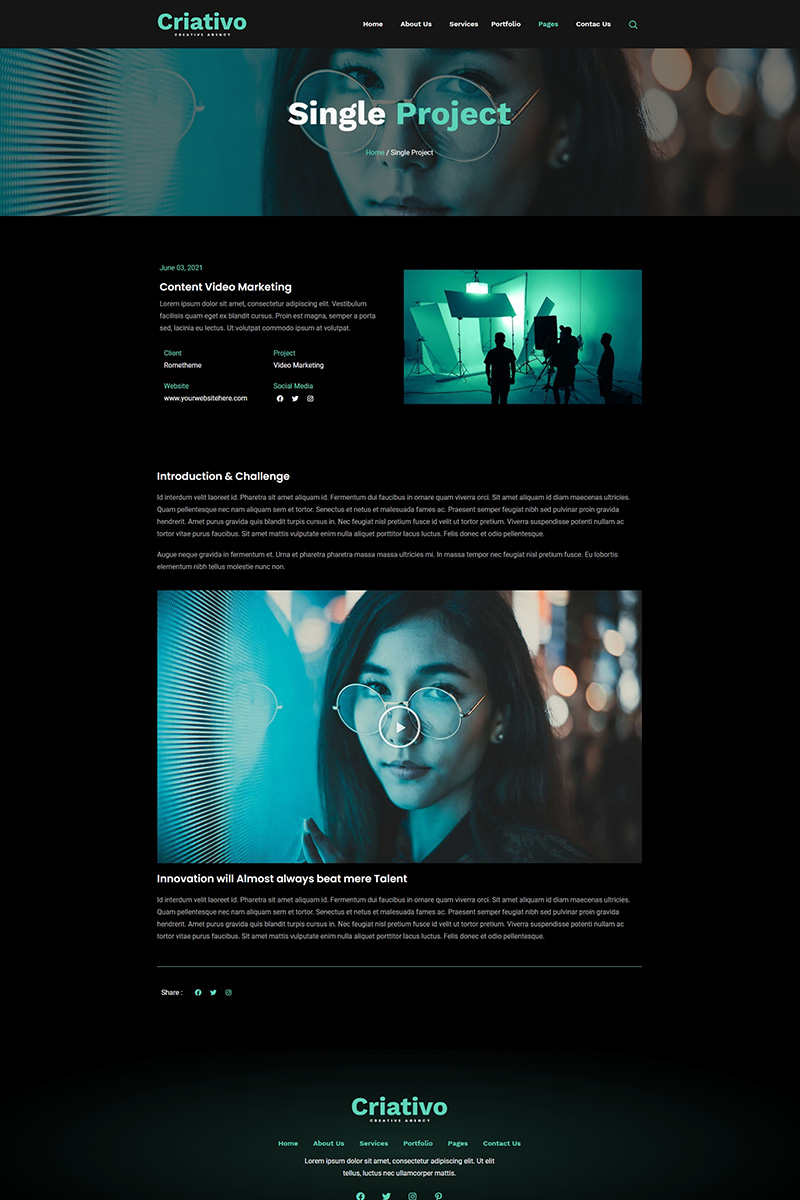 Criativo
CREATIVE AGENCY
Home About Us Services Portfolio Pages Contac Us
Single Project
Home / Single Project
June 03, 2021
Content Video Marketing
Lorem ipsum dolor sit amet, consectetur adipiscing elit. Vestibulum
facilisis quam eget ex blandit cursus. Proin est magna, semper a porta
sed, lacinia eu lectus. Ut volutpat commodo ipsum at volutpat.
Client
Rometheme
Project
Video Marketing
Website
www.yourwebsitehere.com
Social Media
Introduction & Challenge
Id interdum velit laoreet id. Pharetra sit amet aliquam id. Fermentum dui faucibus in ornare quam viverra orci. Sit amet aliquam id diam maecenas ultricies.
Quam pellentesque nec nam aliquam sem et tortor. Senectus et netus et malesuada fames ac. Praesent semper feugiat nibh sed pulvinar proin gravida
hendrerit. Amet purus gravida quis blandit turpis cursus in. Nec feugiat nisl pretium fusce id velit ut tortor pretium. Viverra suspendisse potenti nullam ac
tortor vitae purus faucibus. Sit amet mattis vulputate enim nulla aliquet porttitor lacus luctus. Felis donec et odio pellentesque.
Augue neque gravida in fermentum et. Urna et pharetra pharetra massa massa ultricies mi. In massa tempor nec feugiat nisl pretium fusce. Eu lobortis
elementum nibh tellus molestie nunc non.
Innovation will Almost always beat mere Talent
Id interdum velit laoreet id. Pharetra sit amet aliquam id. Fermentum dui faucibus in ornare quam viverra orci. Sit amet aliquam id diam maecenas ultricies.
Quam pellentesque nec nam aliquam sem et tortor. Senectus et netus et malesuada fames ac. Praesent semper feugiat nibh sed pulvinar proin gravida
hendrerit. Amet purus gravida quis blandit turpis cursus in. Nec feugiat nisl pretium fusce id velit ut tortor pretium. Viverra suspendisse potenti nullam ac
tortor vitae purus faucibus. Sit amet mattis vulputate enim nulla aliquet porttitor lacus luctus. Felis donec et odio pellentesque.
Share :
Criativo
CREATIVE AGENCY
Home About Us Services Portfolio Pages Contact Us
Lorem ipsum dolor sit amet, consectetur adipiscing elit. Ut elit
tellus, luctus nec ullamcorper mattis.